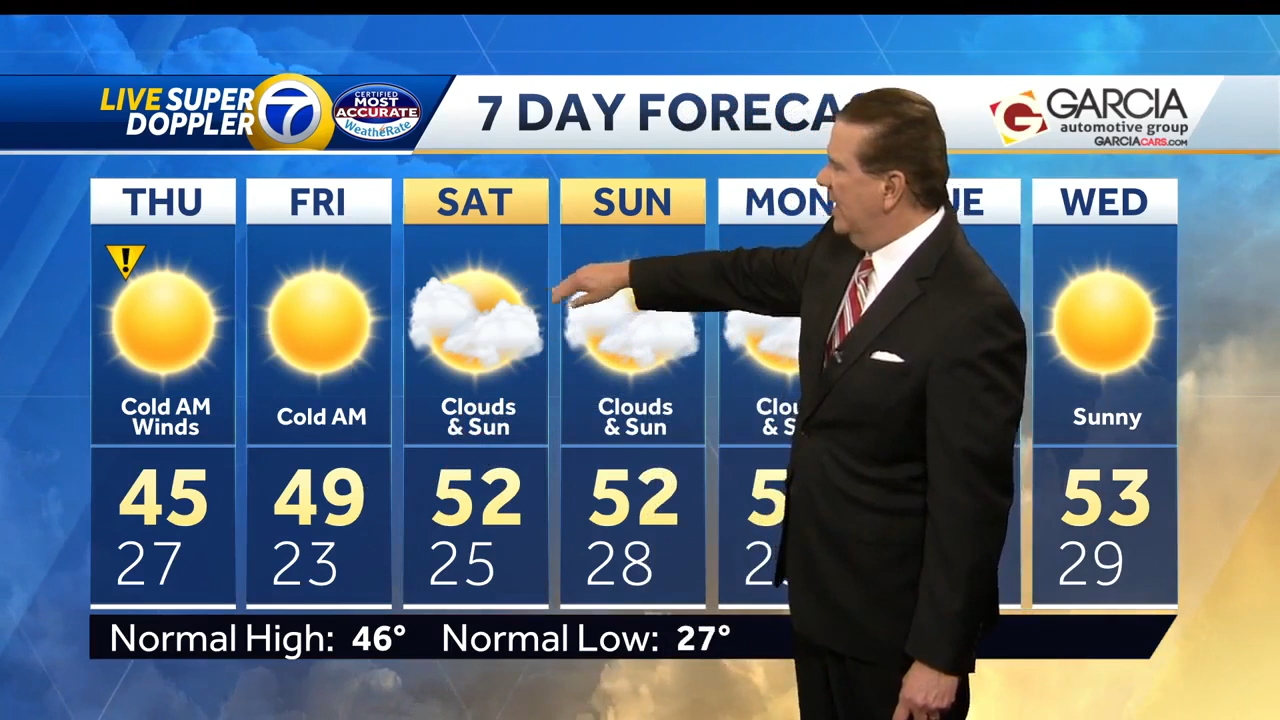 LIVE SUPER
DOPPLER
7
CERTIFIED
MOST
ACCURATE
WeatheRate
7 DAY
G
GARCIA
automotive group
GARCIACARS.COM
THU FRI SAT SUN MON WED
!
Cold AM
Winds
Cold AM
Clouds
& Sun
Clouds
& Sun
Sunny
45 49 52 52 53
27 23 25 28 29
Normal High: 46° Normal Low: 27°